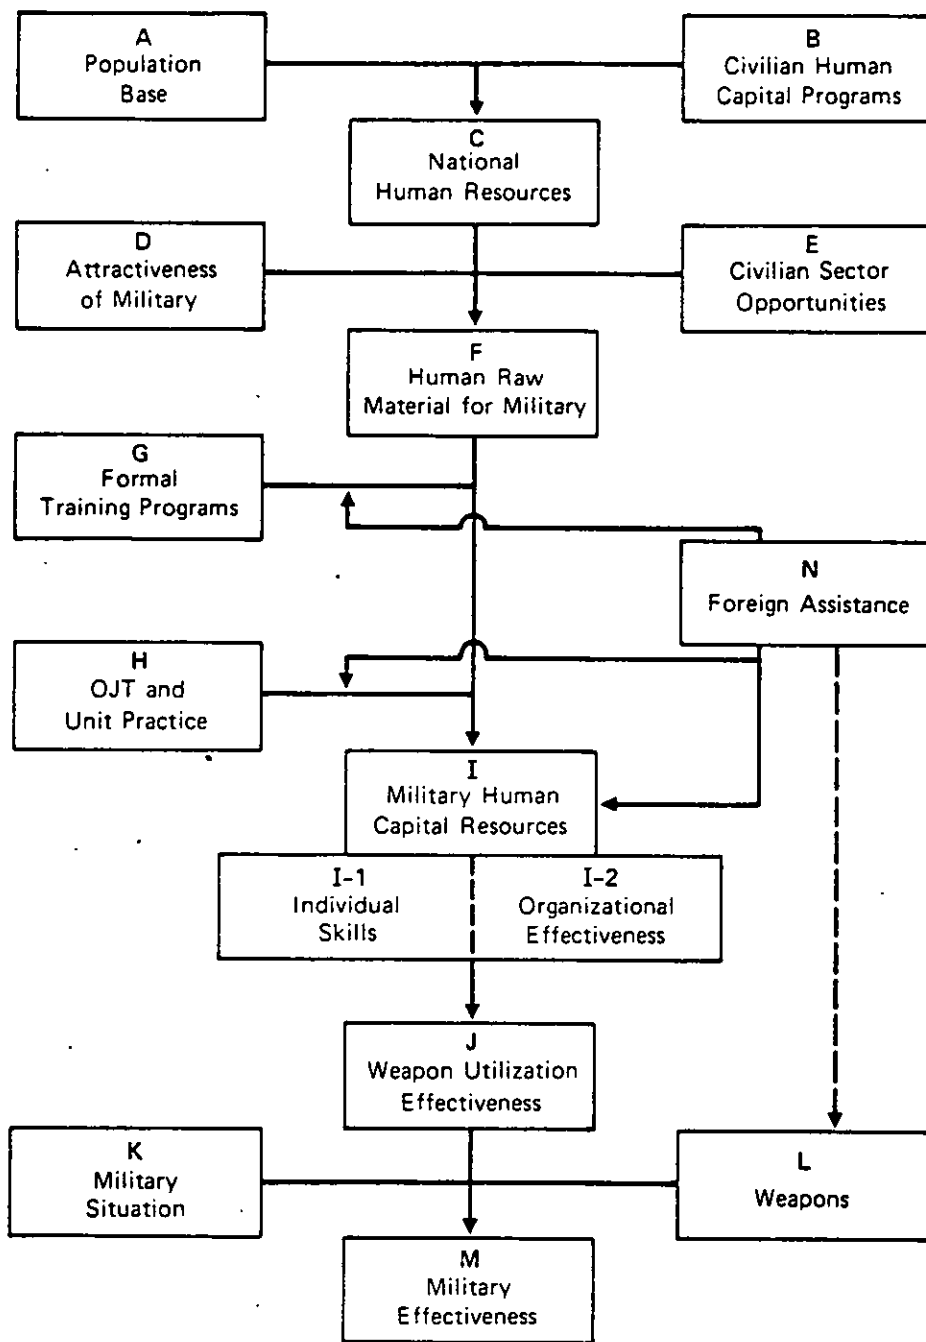 A
Population
Base
B
Civilian Human
Capital Programs
C
National
Human Resources
D
Attractiveness
of Military
E
Civilian Sector
Opportunities
F
Human Raw
Material for Military
G
Formal
Training Programs
N
Foreign Assistance
H
OJT and
Unit Practice
I
Military Human
Capital Resources
I-1
Individual
Skills
I-2
Organizational
Effectiveness
J
Weapon Utilization
Effectiveness
K
Military
Situation
L
Weapons
M
Military
Effectiveness